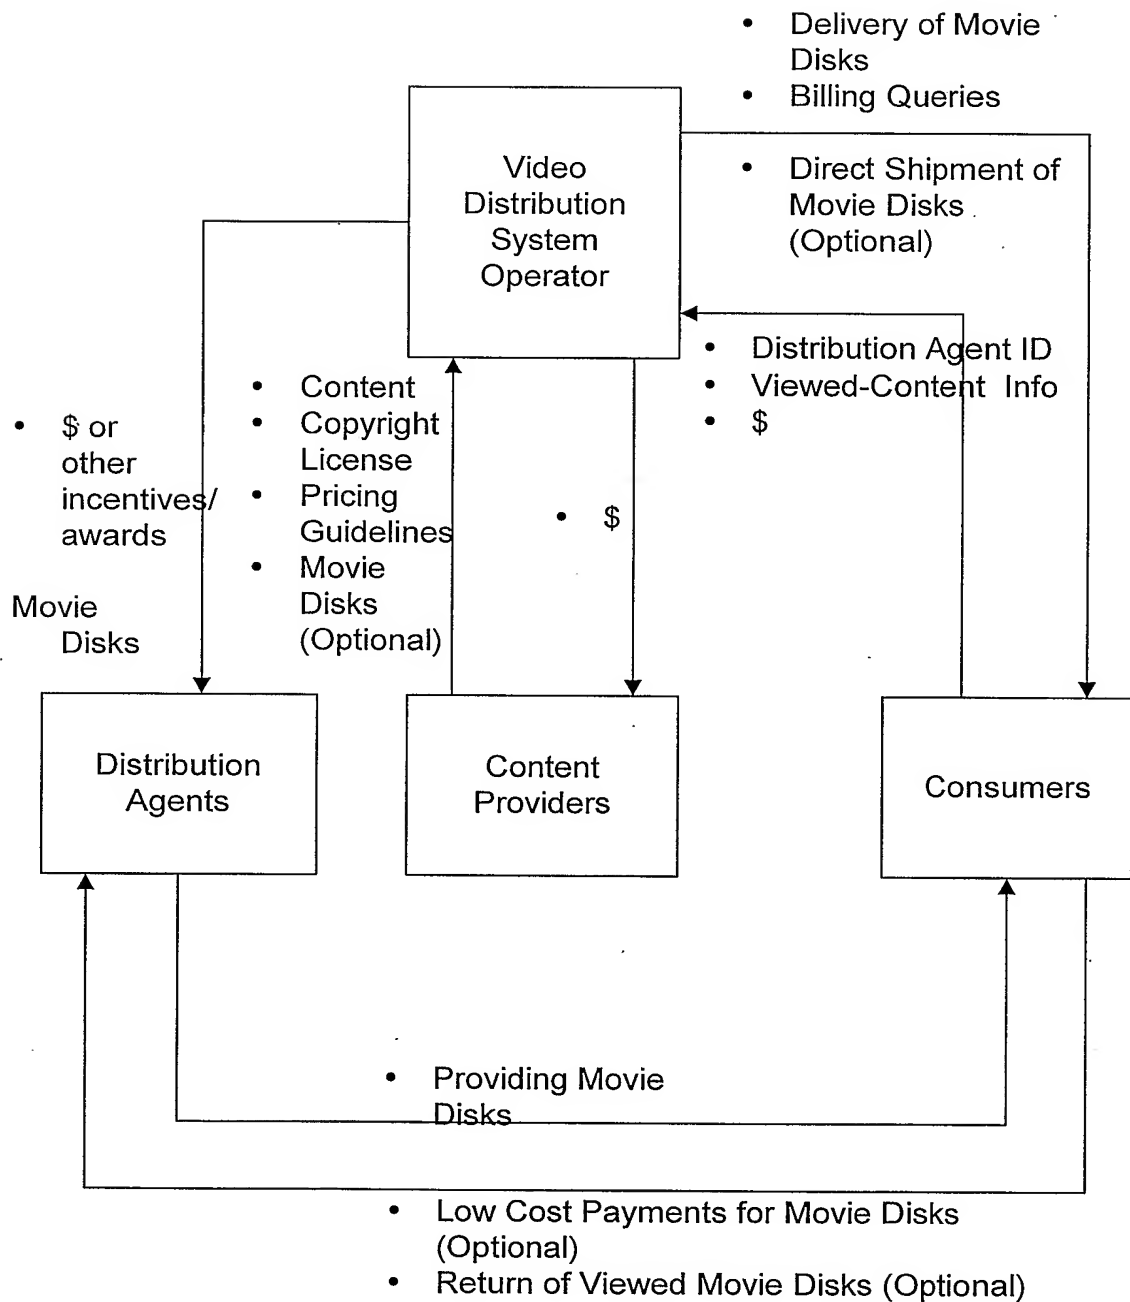 • Delivery of Movie
Disks
• Billing Queries
Video
Distribution
System
Operator
• Direct Shipment of
Movie Disks
(Optional)
• Distribution Agent ID
• Viewed-Content Info
• $
• $ or
other
incentives/
awards
Movie
Disks
• Content
• Copyright
License
• Pricing
Guidelines
• Movie
Disks
(Optional)
• $
Distribution
Agents
Content
Providers
Consumers
• Providing Movie
Disks
• Low Cost Payments for Movie Disks
(Optional)
• Return of Viewed Movie Disks (Optional)